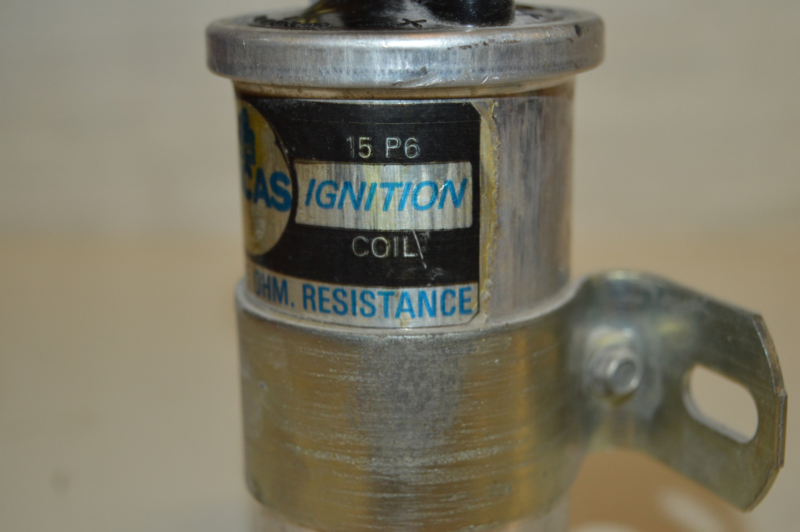 15 P6
CAS IGNITION
COIL
OHM. RESISTANCE